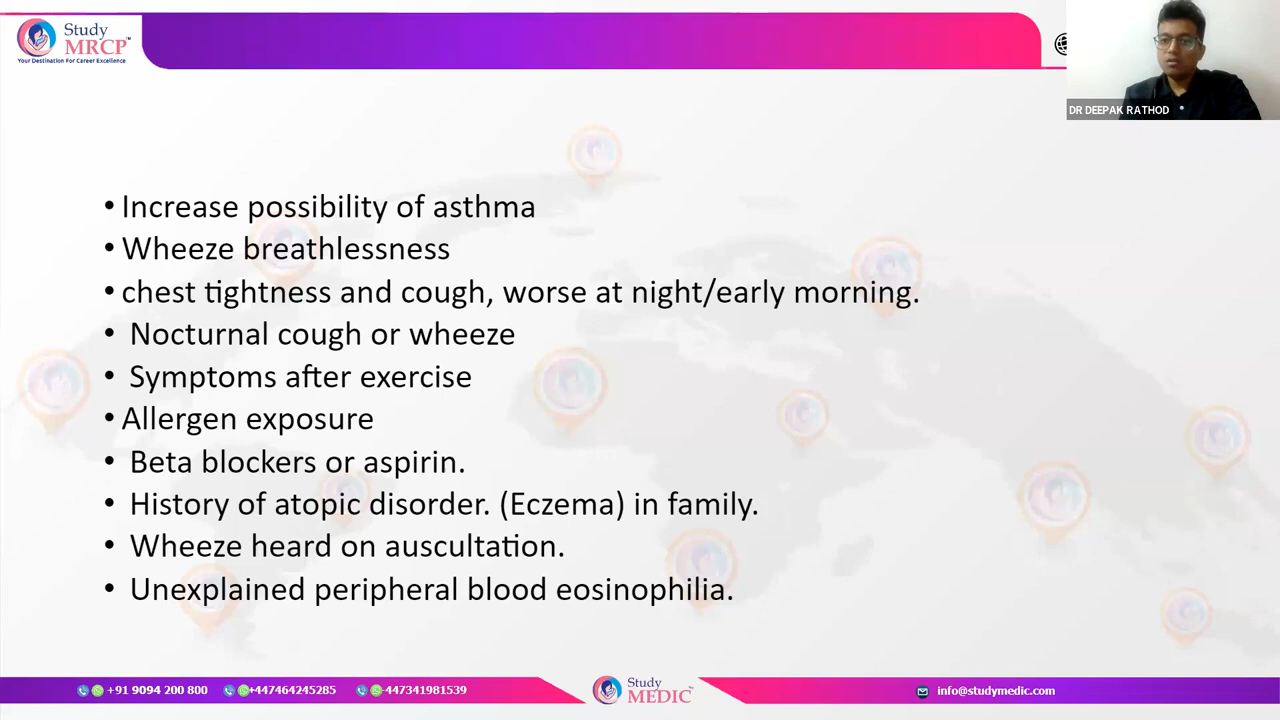 Study
MRCP™
Your Destination For Career Excellence
DR DEEPAK RATHOD
• Increase possibility of asthma
• Wheeze breathlessness
• chest tightness and cough, worse at night/early morning.
• Nocturnal cough or wheeze
• Symptoms after exercise
• Allergen exposure
• Beta blockers or aspirin.
• History of atopic disorder. (Eczema) in family.
• Wheeze heard on auscultation.
• Unexplained peripheral blood eosinophilia.
+91 9094 200 800 +447464245285 -447341981539
Study
MEDIC™
info@studymedic.com